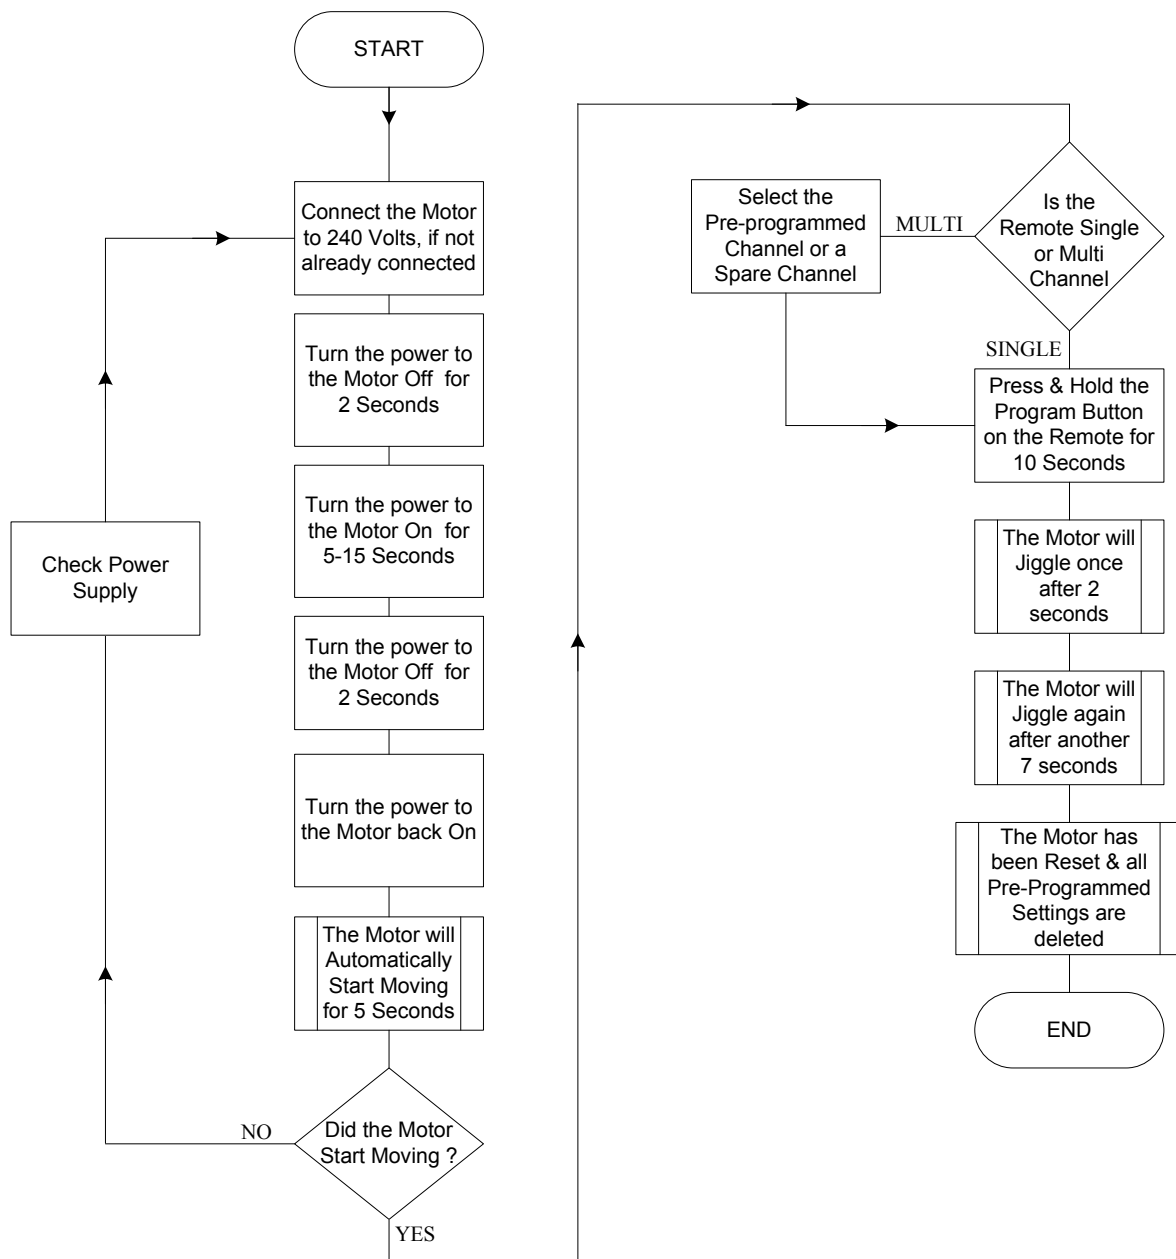 START
Connect the Motor
to 240 Volts, if not
already connected
Turn the power to
the Motor Off for
2 Seconds
Turn the power to
the Motor On for
5-15 Seconds
Turn the power to
the Motor Off for
2 Seconds
Turn the power to
the Motor back On
The Motor will
Automatically
Start Moving
for 5 Seconds
Did the Motor
Start Moving ?
NO
YES
Check Power
Supply
Is the
Remote Single
or Multi
Channel
MULTI
SINGLE
Select the
Pre-programmed
Channel or a
Spare Channel
Press & Hold the
Program Button
on the Remote for
10 Seconds
The Motor will
Jiggle once
after 2
seconds
The Motor will
Jiggle again
after another
7 seconds
The Motor has
been Reset & all
Pre-Programmed
Settings are
deleted
END